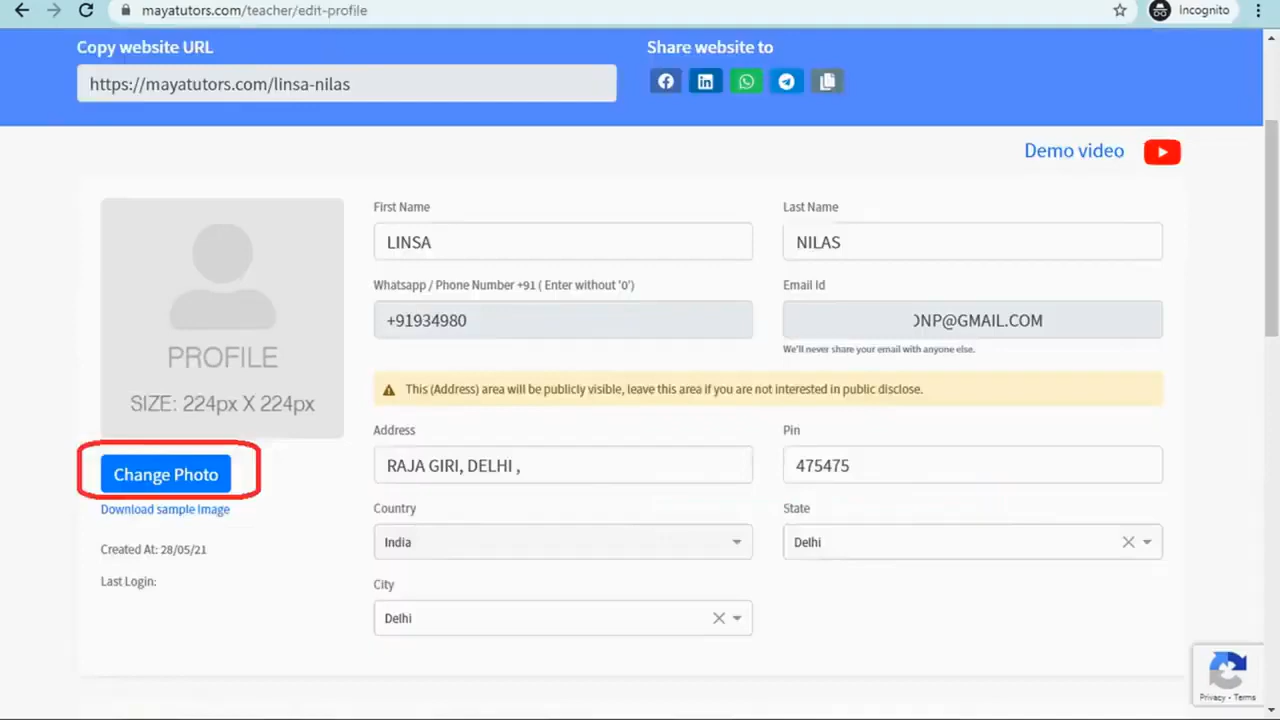 mayatutors.com/teacher/edit-profile
Incognito
Copy website URL
Share website to
https://mayatutors.com/linsa-nilas
Demo video
PROFILE
SIZE: 224px X 224px
Change Photo
Download sample Image
Created At: 28/05/21
Last Login:
First Name
Last Name
LINSA
NILAS
Whatsapp / Phone Number +91 ( Enter without '0')
Email Id
+91934980
NP@GMAIL.COM
We'll never share your email with anyone else.
This (Address) area will be publicly visible, leave this area if you are not interested in public disclose.
Address
Pin
RAJA GIRI, DELHI ,
475475
Country
State
India
Delhi
City
Delhi
Privacy - Terms